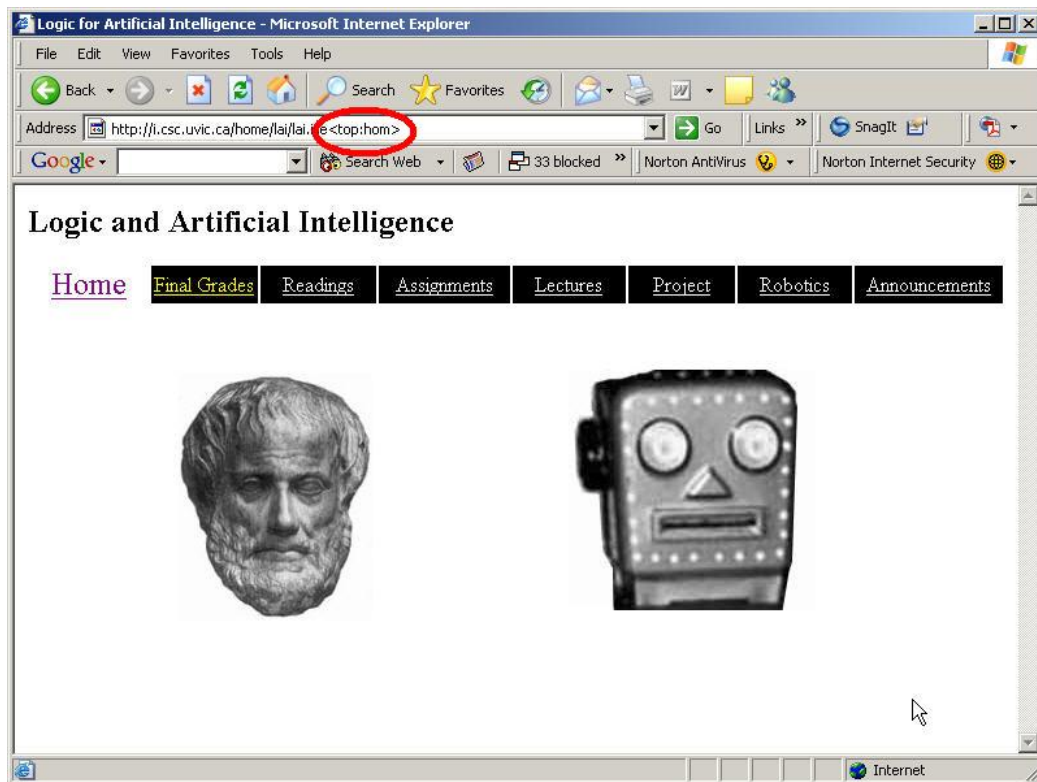 Logic for Artificial Intelligence - Microsoft Internet Explorer
File Edit View Favorites Tools Help
Back Search Favorites
Address http://i.csc.uvic.ca/home/lai/lai. e<top:hom> Go Links » SnagIt
Google Search Web 33 blocked » Norton AntiVirus Norton Internet Security
Logic and Artificial Intelligence
Home Final Grades Readings Assignments Lectures Project Robotics Announcements
Internet